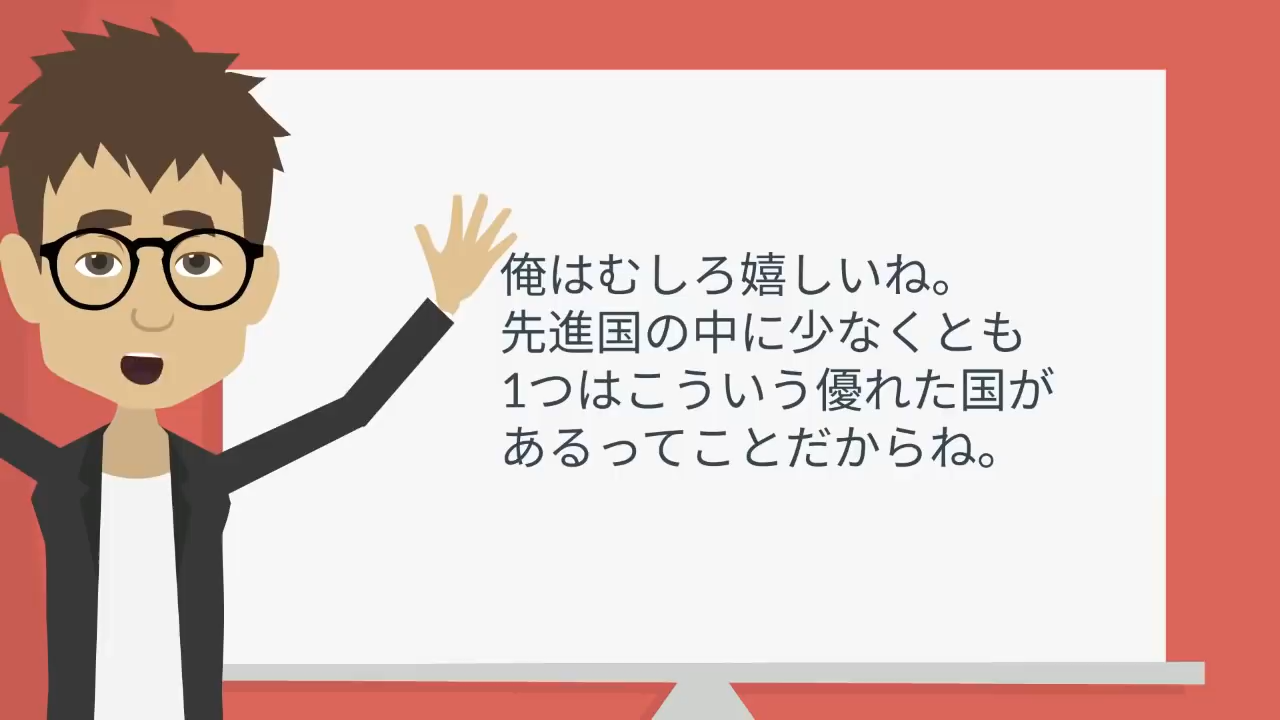 俺はむしろ嬉しいね。
先進国の中に少なくとも
1つはこういう優れた国が
あるってことだからね。